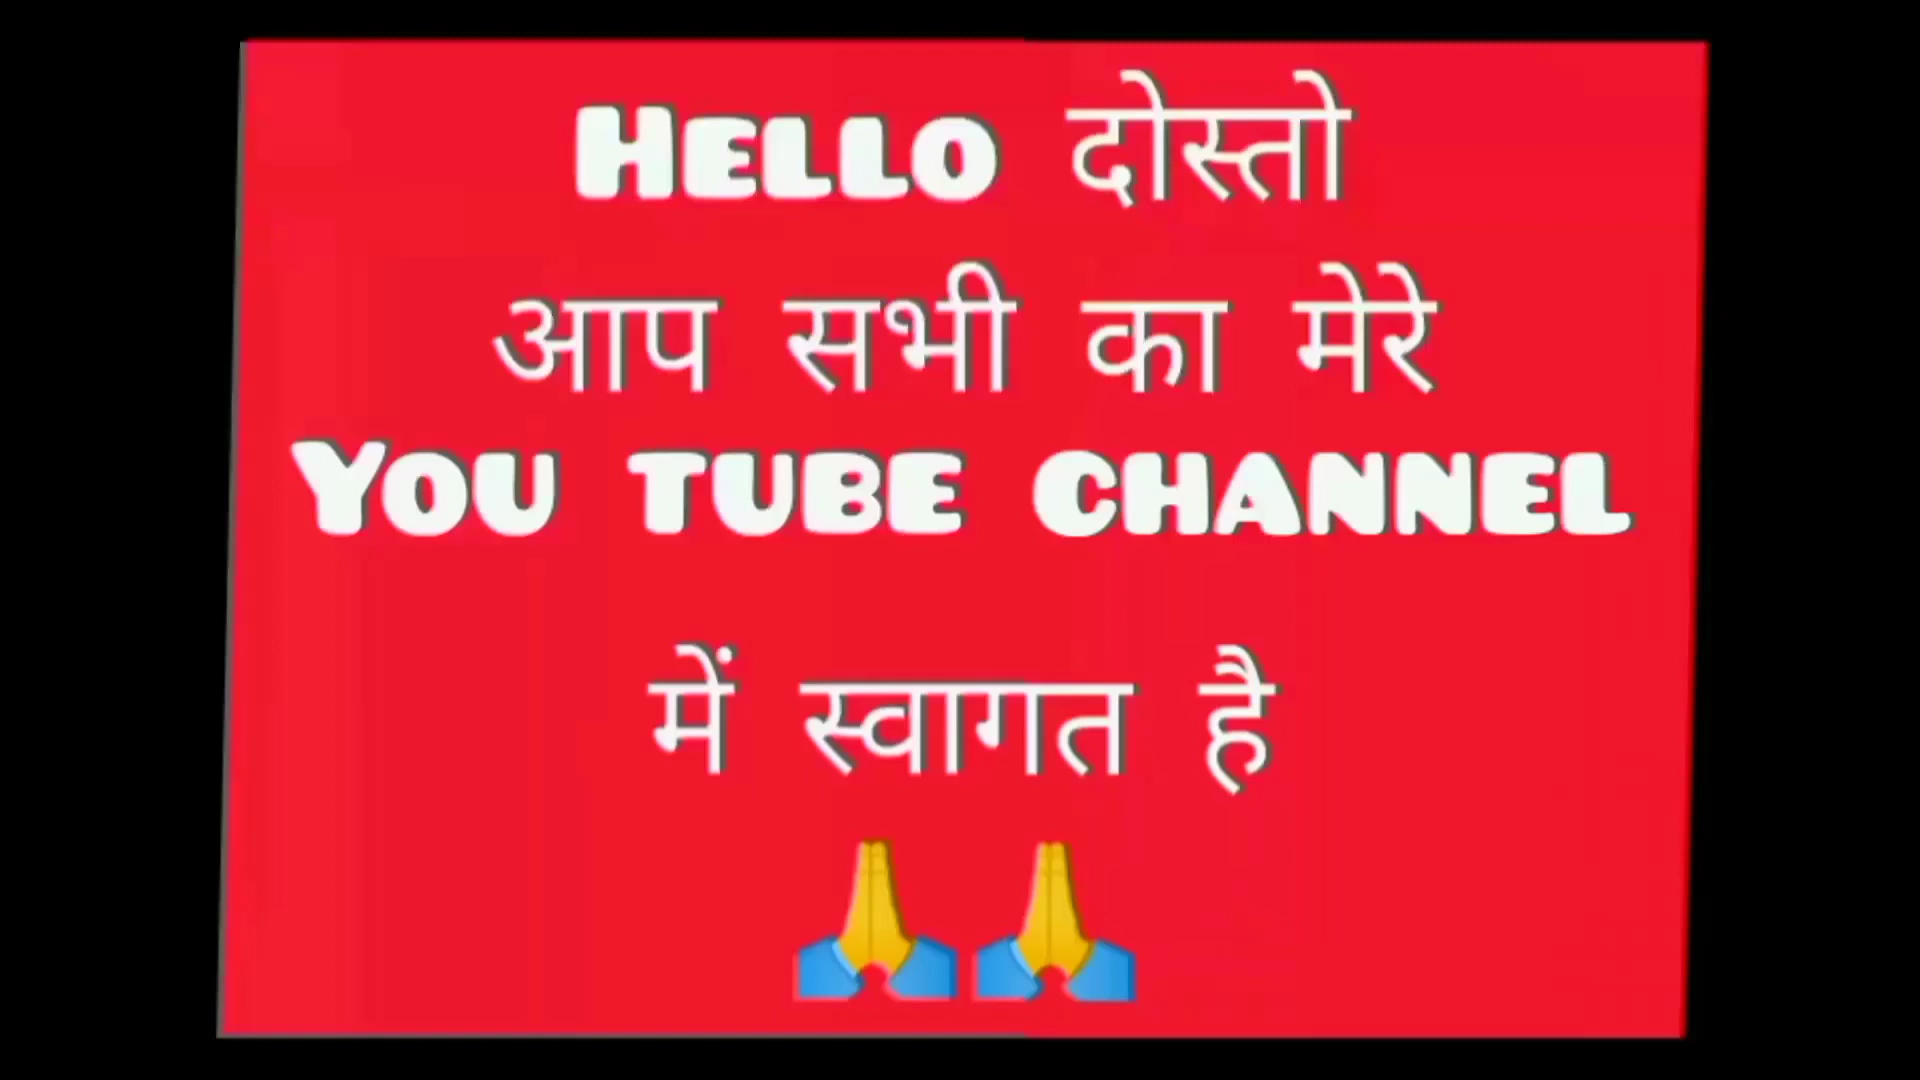 HELLO दोस्तो
आप सभी का मेरे
YOU TUBE CHANNEL
में स्वागत है
🙏🙏